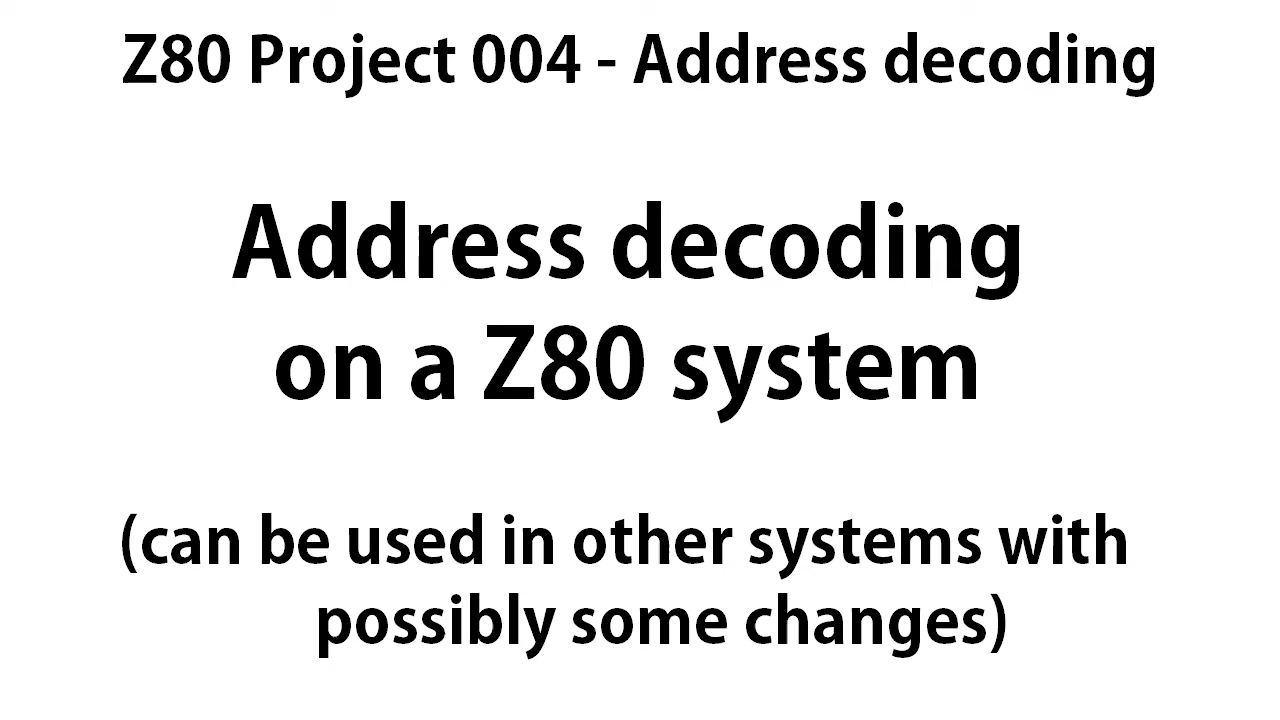 Z80 Project 004 - Address decoding
Address decoding
on a Z80 system
(can be used in other systems with
possibly some changes)